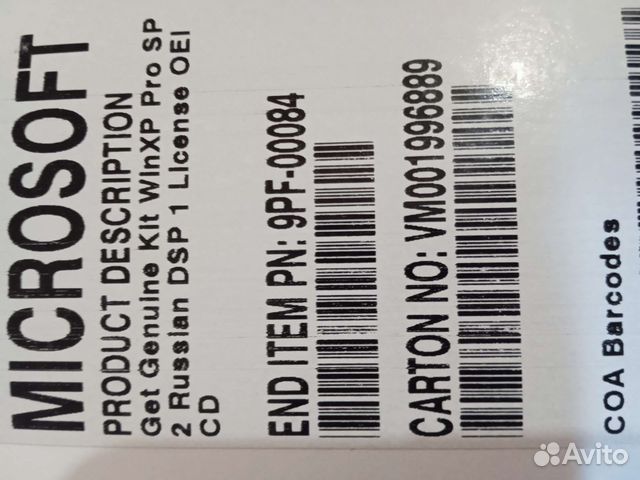 MICROSOFT
PRODUCT DESCRIPTION
Get Genuine Kit WinXP Pro SP
2 Russian DSP 1 License OEI
CD
END ITEM PN: 9PF-00084
CARTON NO: VM001996889
COA Barcodes
Avito